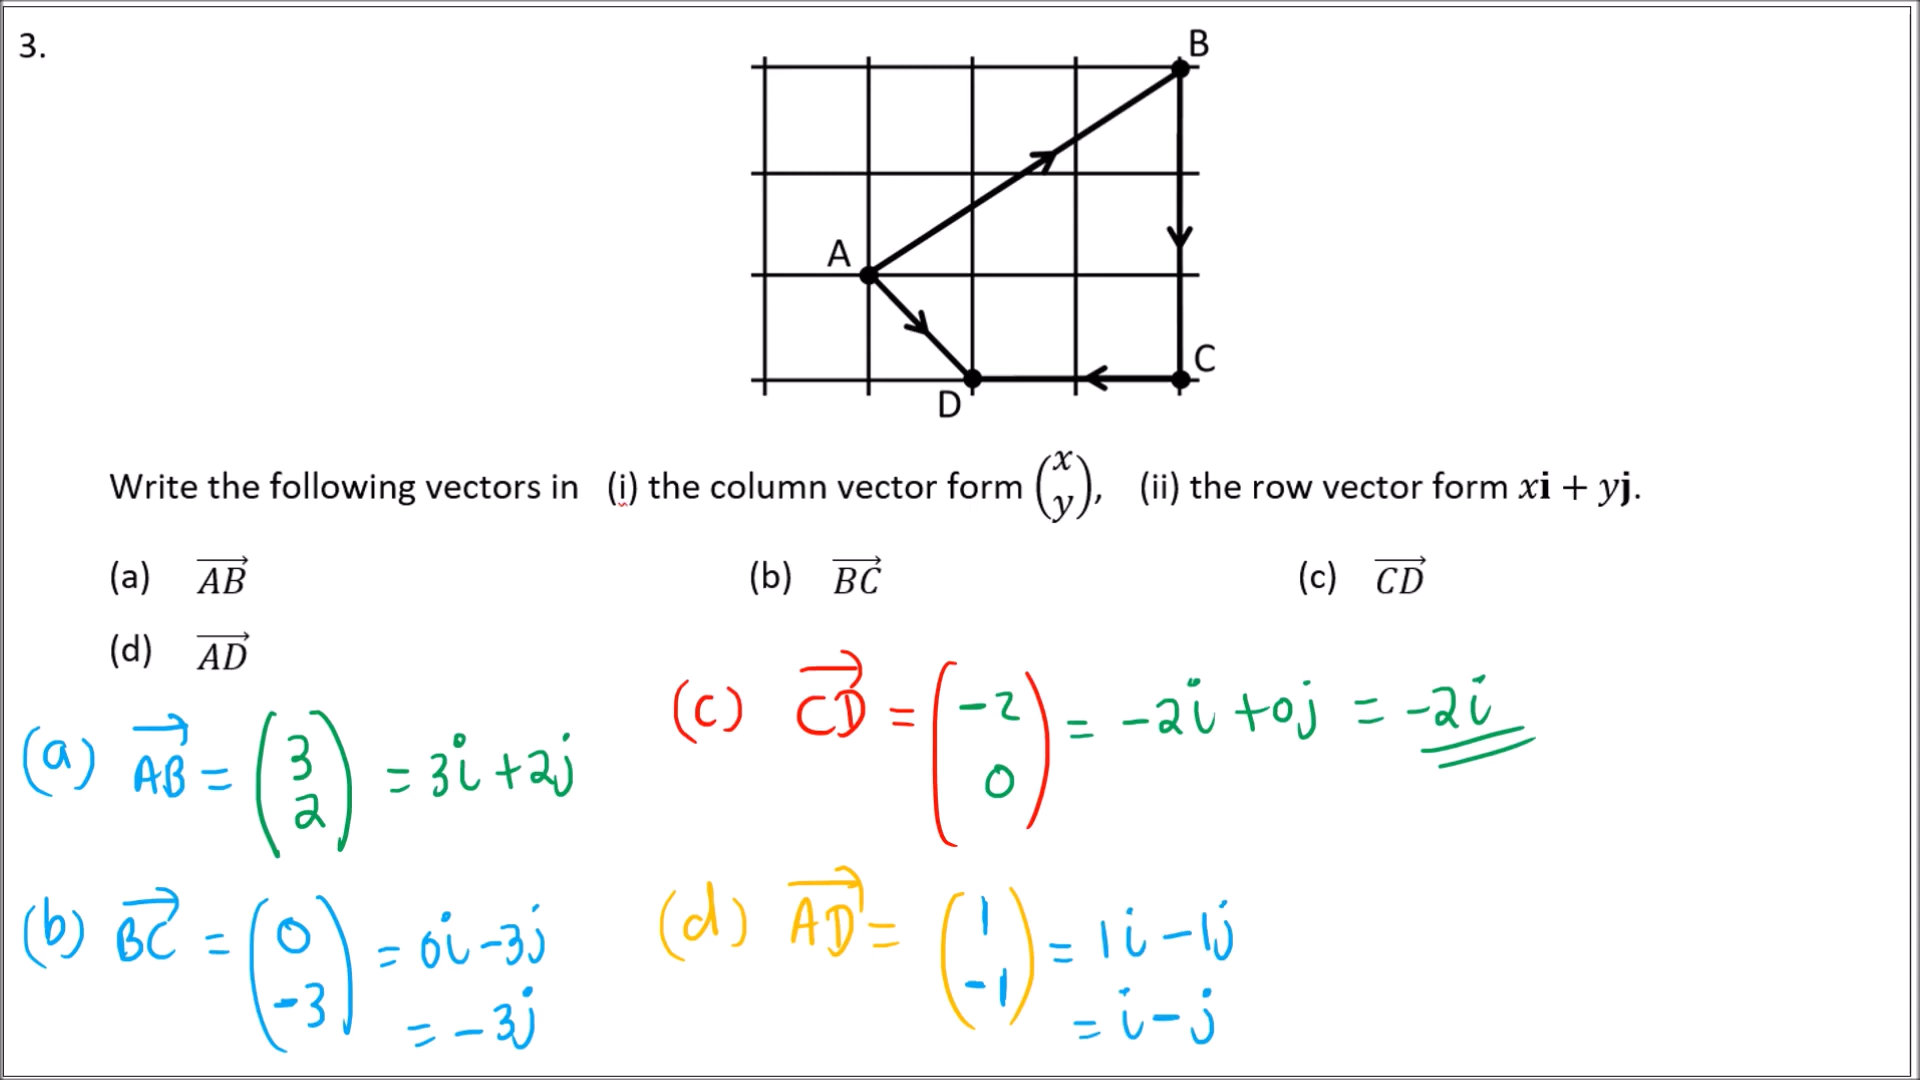 3.
B
A
C
D
Write the following vectors in (i) the column vector form (x y), (ii) the row vector form xi + yj.
(a) AB⃗ (b) BC⃗ (c) CD⃗
(d) AD⃗
(a) AB⃗ = (3 2) = 3i + 2j
(b) BC⃗ = (0 -3) = 0i - 3j
= -3j
(c) CD⃗ = (-2 0) = -2i + 0j = -2i
(d) AD⃗ = (1 -1) = 1i - 1j
= i - j